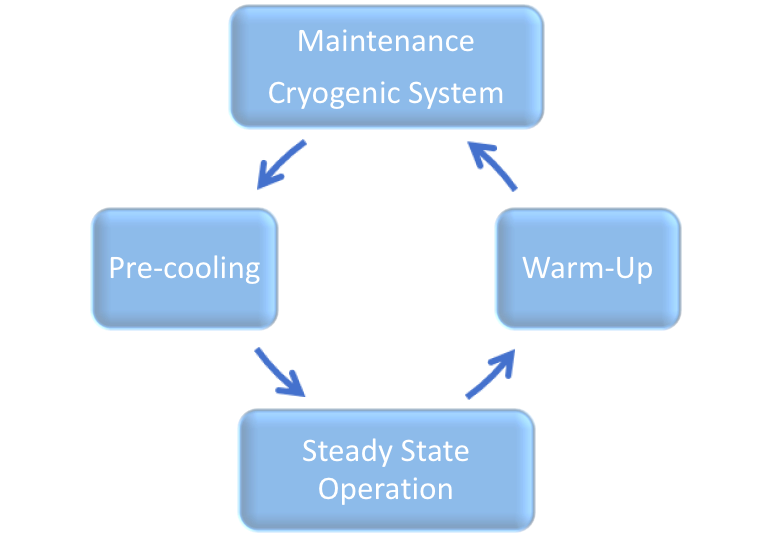 Maintenance
Cryogenic System
Pre-cooling
Warm-Up
Steady State
Operation